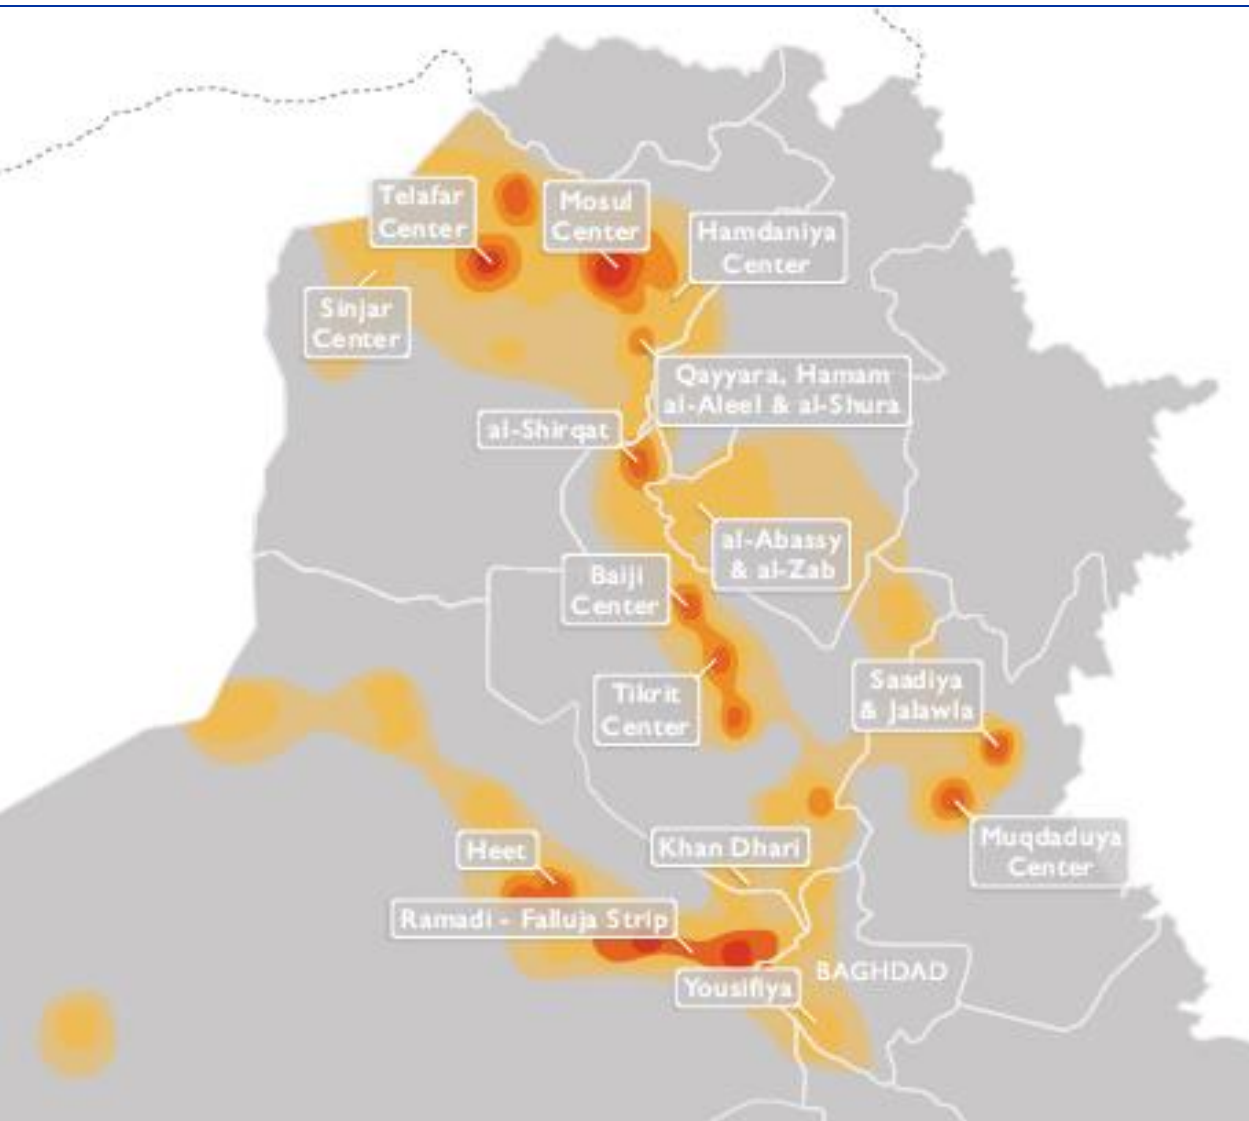 Telafar
Center
Mosul
Center
Hamdaniya
Center
Sinjar
Center
Qayyara, Hamam
al-Aleel & al-Shura
al-Shirqat
al-Abassy
& al-Zab
Baiji
Center
Saadiya
& Jalawla
Tikrit
Center
Muqdaduya
Center
Khan Dhari
Heet
Ramadi - Falluja Strip
BAGHDAD
Yousifiya